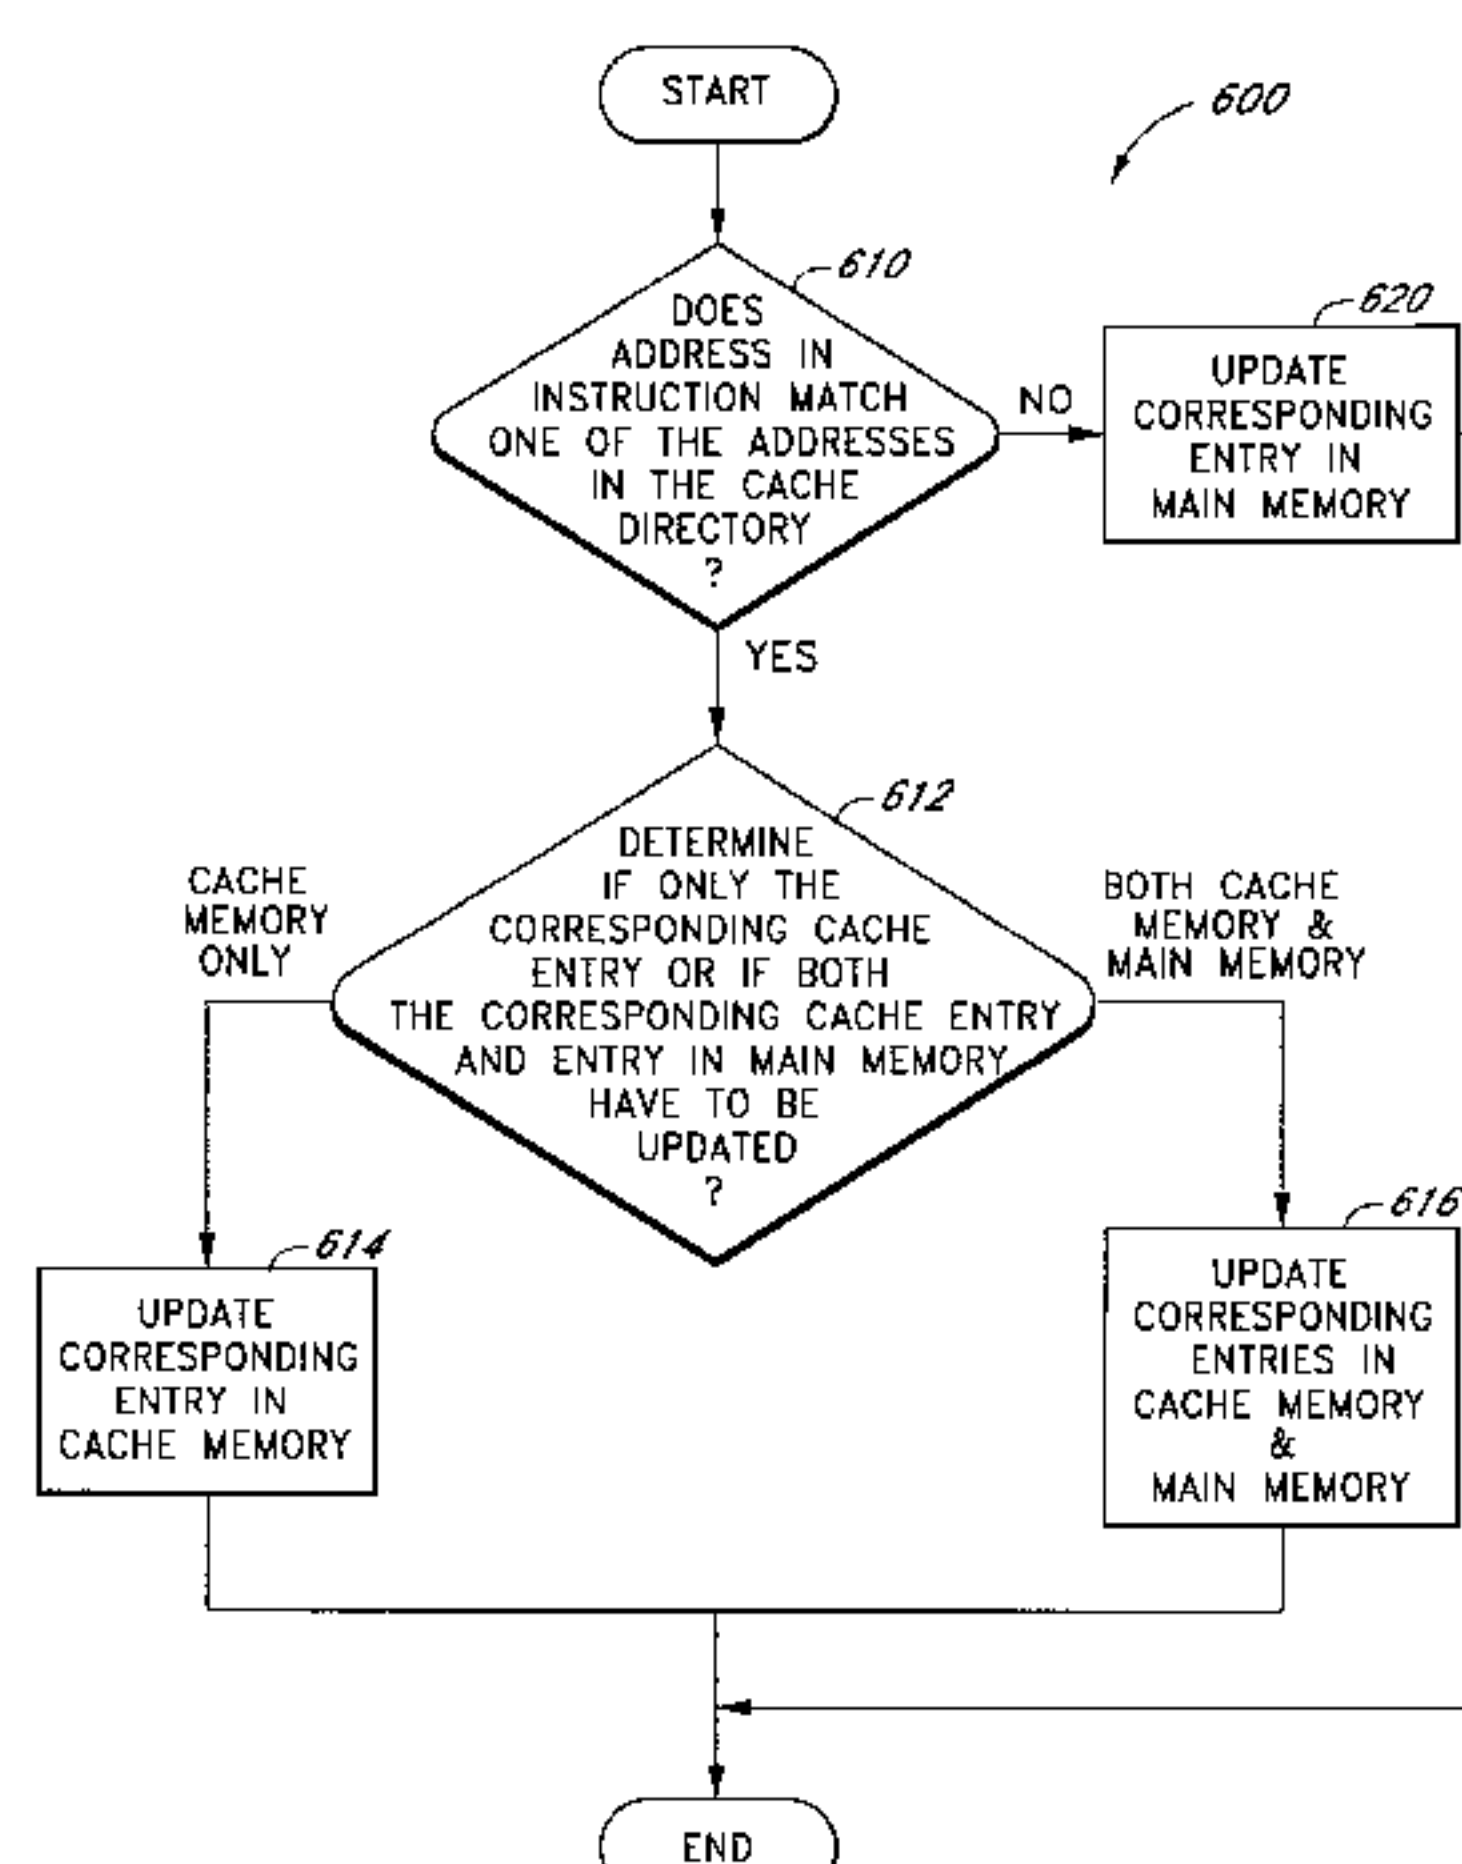 START
600
610
DOES
ADDRESS IN
INSTRUCTION MATCH
ONE OF THE ADDRESSES
IN THE CACHE
DIRECTORY
?
NO
620
UPDATE
CORRESPONDING
ENTRY IN
MAIN MEMORY
YES
612
DETERMINE
IF ONLY THE
CORRESPONDING CACHE
ENTRY OR IF BOTH
THE CORRESPONDING CACHE ENTRY
AND ENTRY IN MAIN MEMORY
HAVE TO BE
UPDATED
?
CACHE
MEMORY
ONLY
BOTH CACHE
MEMORY &
MAIN MEMORY
614
UPDATE
CORRESPONDING
ENTRY IN
CACHE MEMORY
616
UPDATE
CORRESPONDING
ENTRIES IN
CACHE MEMORY
&
MAIN MEMORY
END